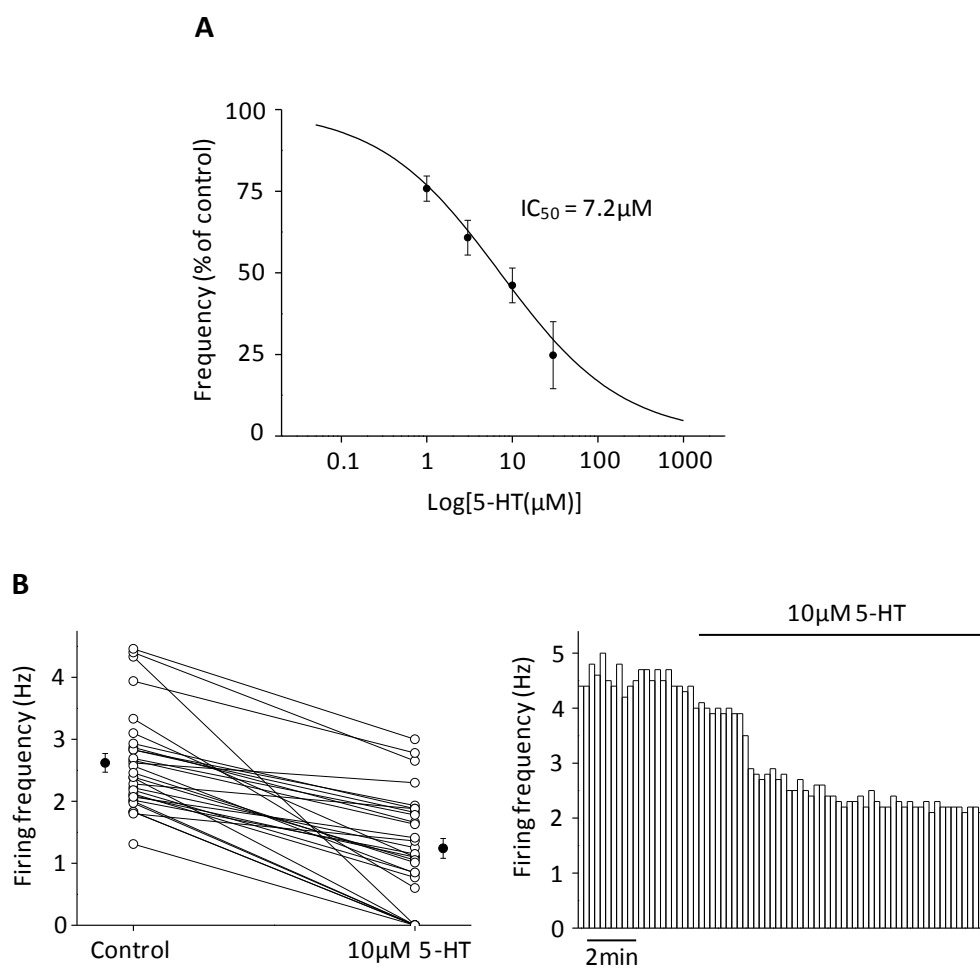 A
Frequency (% of control)
100
75
50
25
0
IC50 = 7.2µM
0.1 1 10 100 1000
Log[5-HT(µM)]
B
Firing frequency (Hz)
4
3
2
1
0
Control 10µM 5-HT
10µM 5-HT
Firing frequency (Hz)
5
4
3
2
1
0
2min